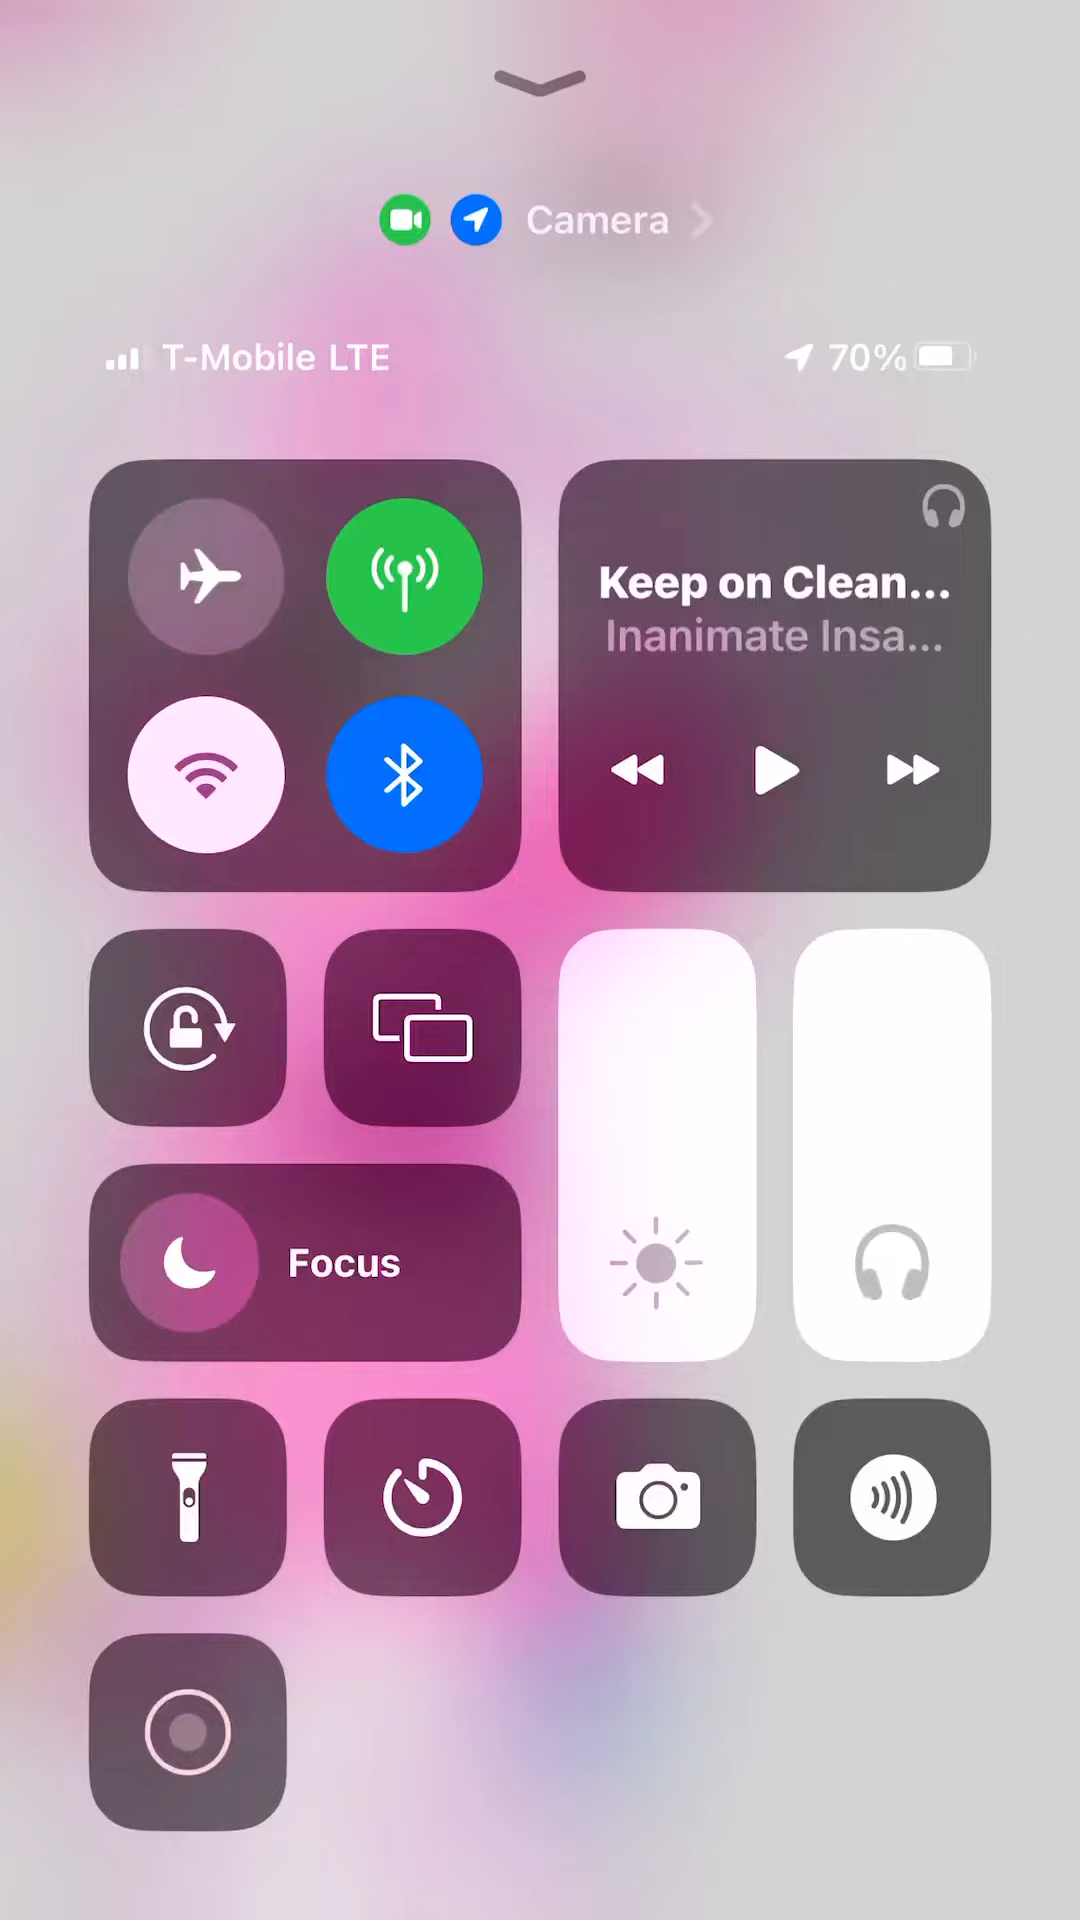 Camera
T-Mobile LTE
70%
Keep on Clean...
Inanimate Insa...
Focus